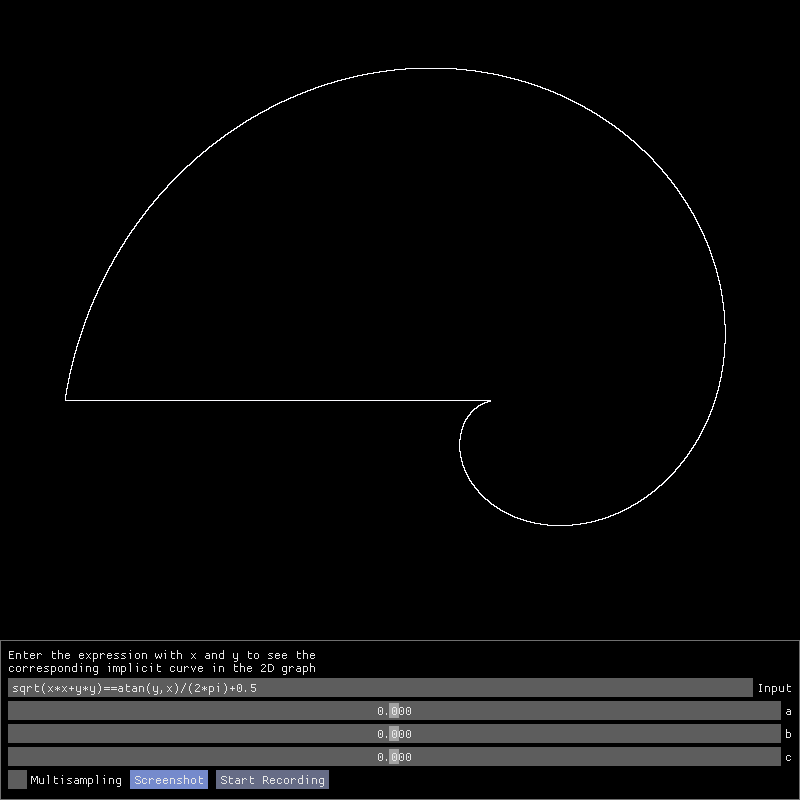 Enter the expression with x and y to see the
corresponding implicit curve in the 2D graph
sqrt(x*x+y*y)==atan(y,x)/(2*pi)+0.5 Input
0.000 a
0.000 b
0.000 c
Multisampling Screenshot Start Recording